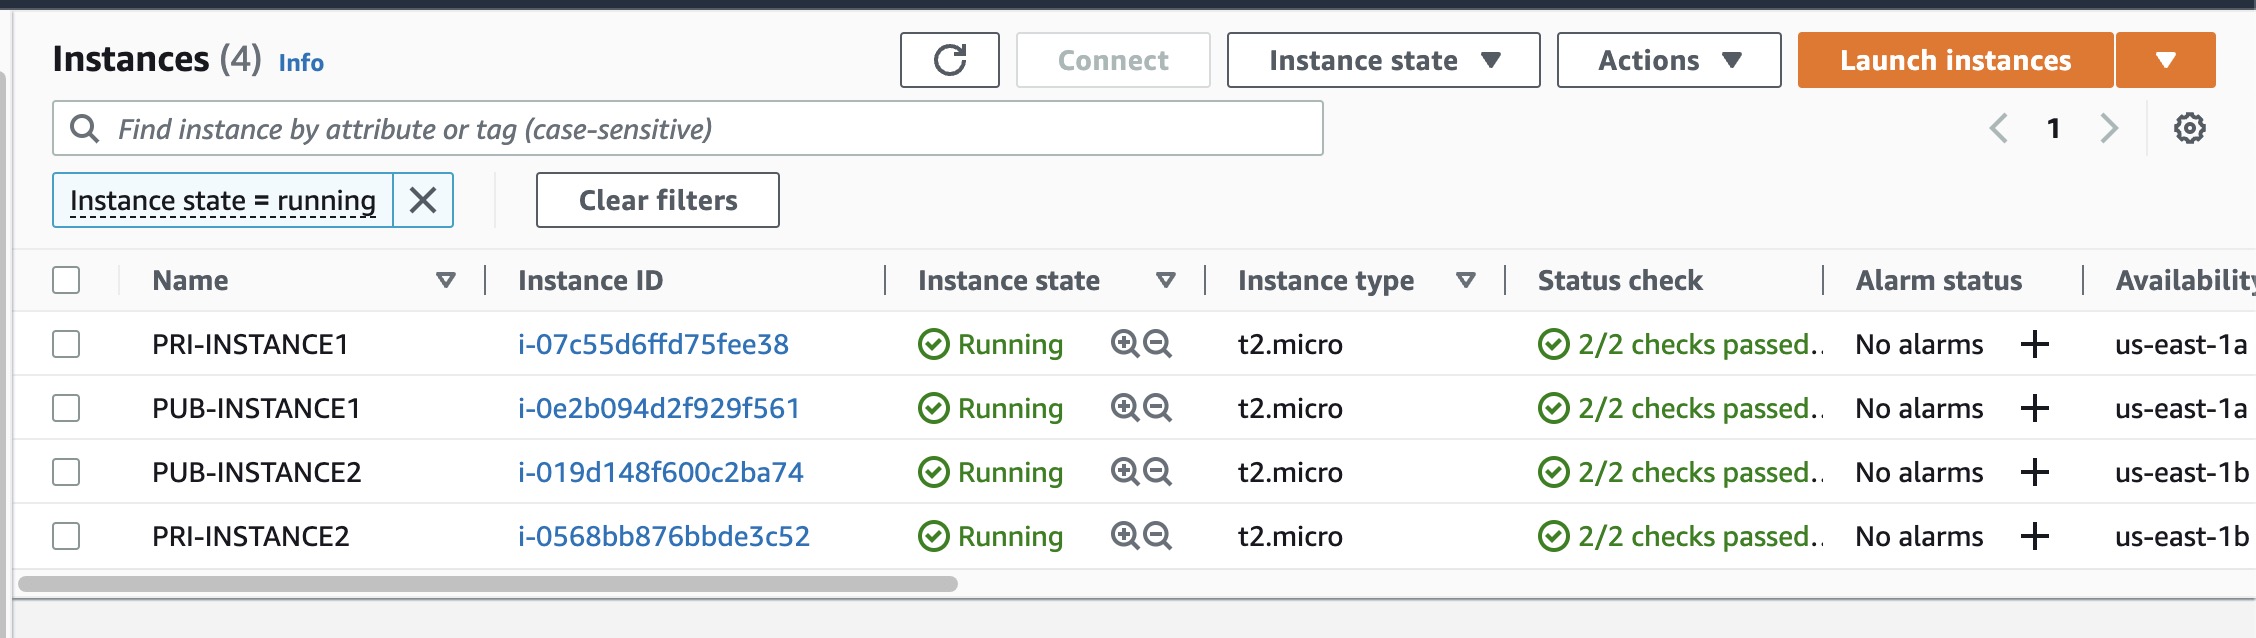 Instances (4) Info Connect Instance state Actions Launch instances
Find instance by attribute or tag (case-sensitive) 1
Instance state = running Clear filters
Name Instance ID Instance state Instance type Status check Alarm status Availability
PRI-INSTANCE1 i-07c55d6ffd75fee38 Running t2.micro 2/2 checks passed.. No alarms us-east-1a
PUB-INSTANCE1 i-0e2b094d2f929f561 Running t2.micro 2/2 checks passed.. No alarms us-east-1a
PUB-INSTANCE2 i-019d148f600c2ba74 Running t2.micro 2/2 checks passed.. No alarms us-east-1b
PRI-INSTANCE2 i-0568bb876bbde3c52 Running t2.micro 2/2 checks passed.. No alarms us-east-1b